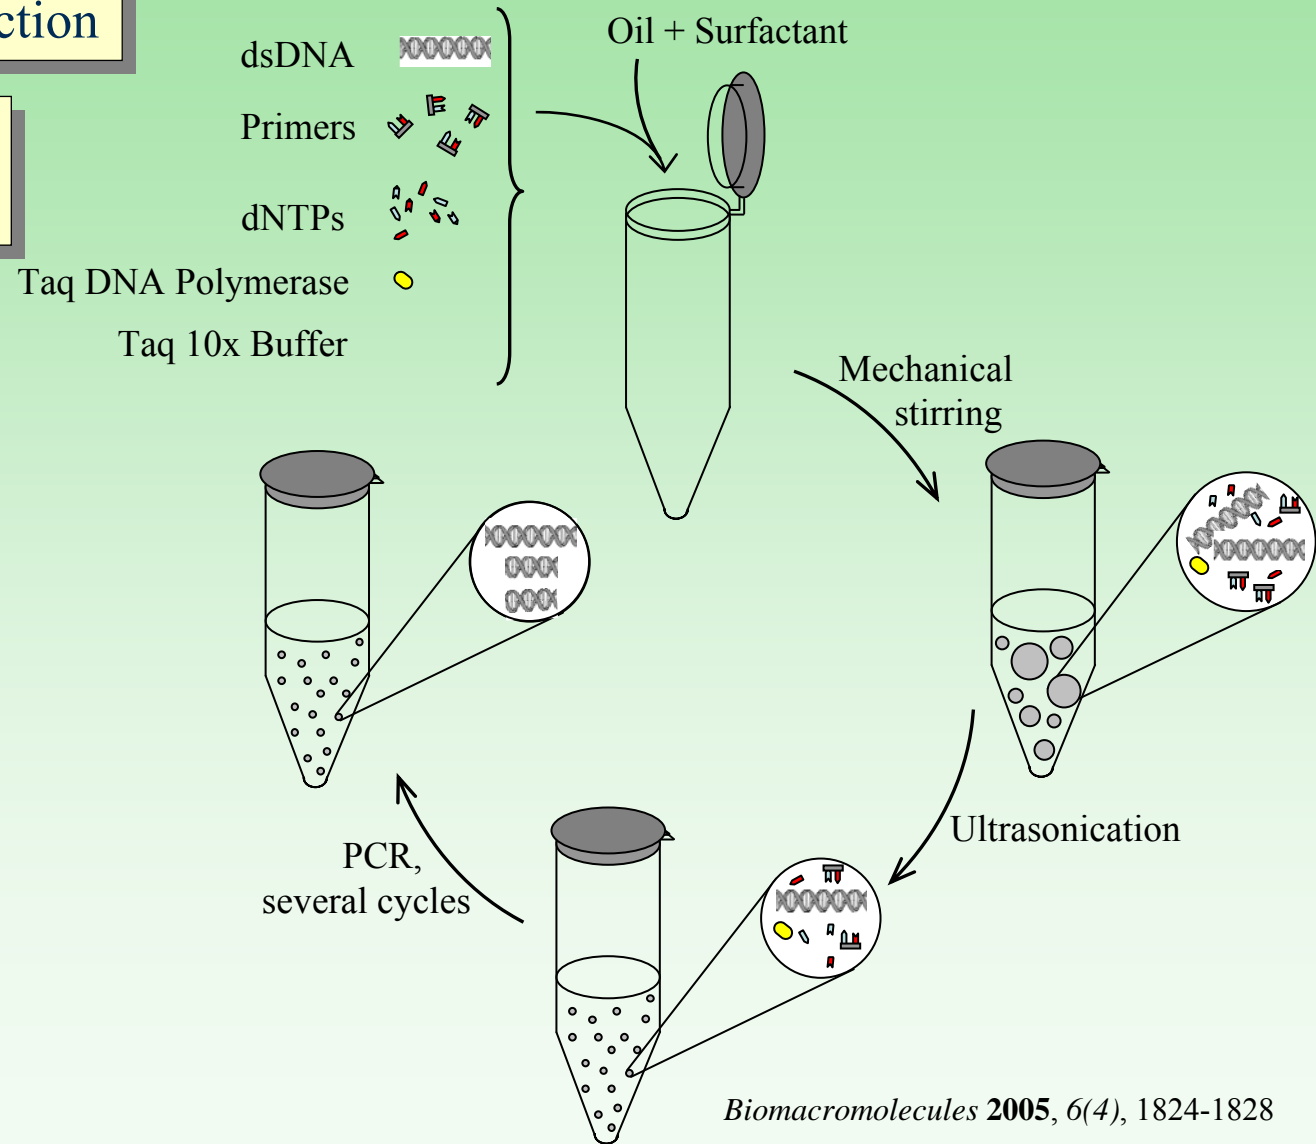 ction
Oil + Surfactant
dsDNA
Primers
dNTPs
Taq DNA Polymerase
Taq 10x Buffer
Mechanical
stirring
Ultrasonication
PCR,
several cycles
Biomacromolecules 2005, 6(4), 1824-1828